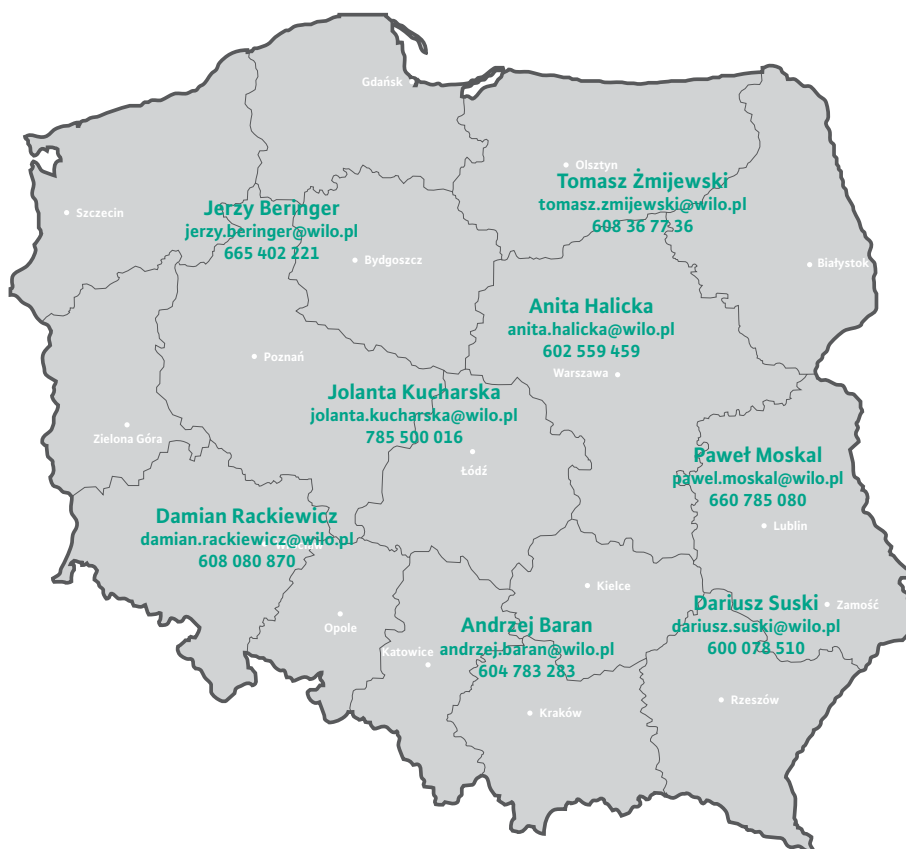 Gdańsk
Olsztyn
Tomasz Żmijewski
tomasz.zmijewski@wilo.pl
608 36 77 36
Szczecin
Jerzy Beringer
jerzy.beringer@wilo.pl
665 402 221
Bydgoszcz
Białystok
Anita Halicka
anita.halicka@wilo.pl
602 559 459
Warszawa
Poznań
Jolanta Kucharska
jolanta.kucharska@wilo.pl
785 500 016
Zielona Góra
Łódź
Paweł Moskal
pawel.moskal@wilo.pl
660 785 080
Lublin
Damian Rackiewicz
damian.rackiewicz@wilo.pl
Wrocław
608 080 870
Kielce
Dariusz Suski
dariusz.suski@wilo.pl
600 078 510
Zamość
Opole
Andrzej Baran
andrzej.baran@wilo.pl
604 783 283
Katowice
Rzeszów
Kraków